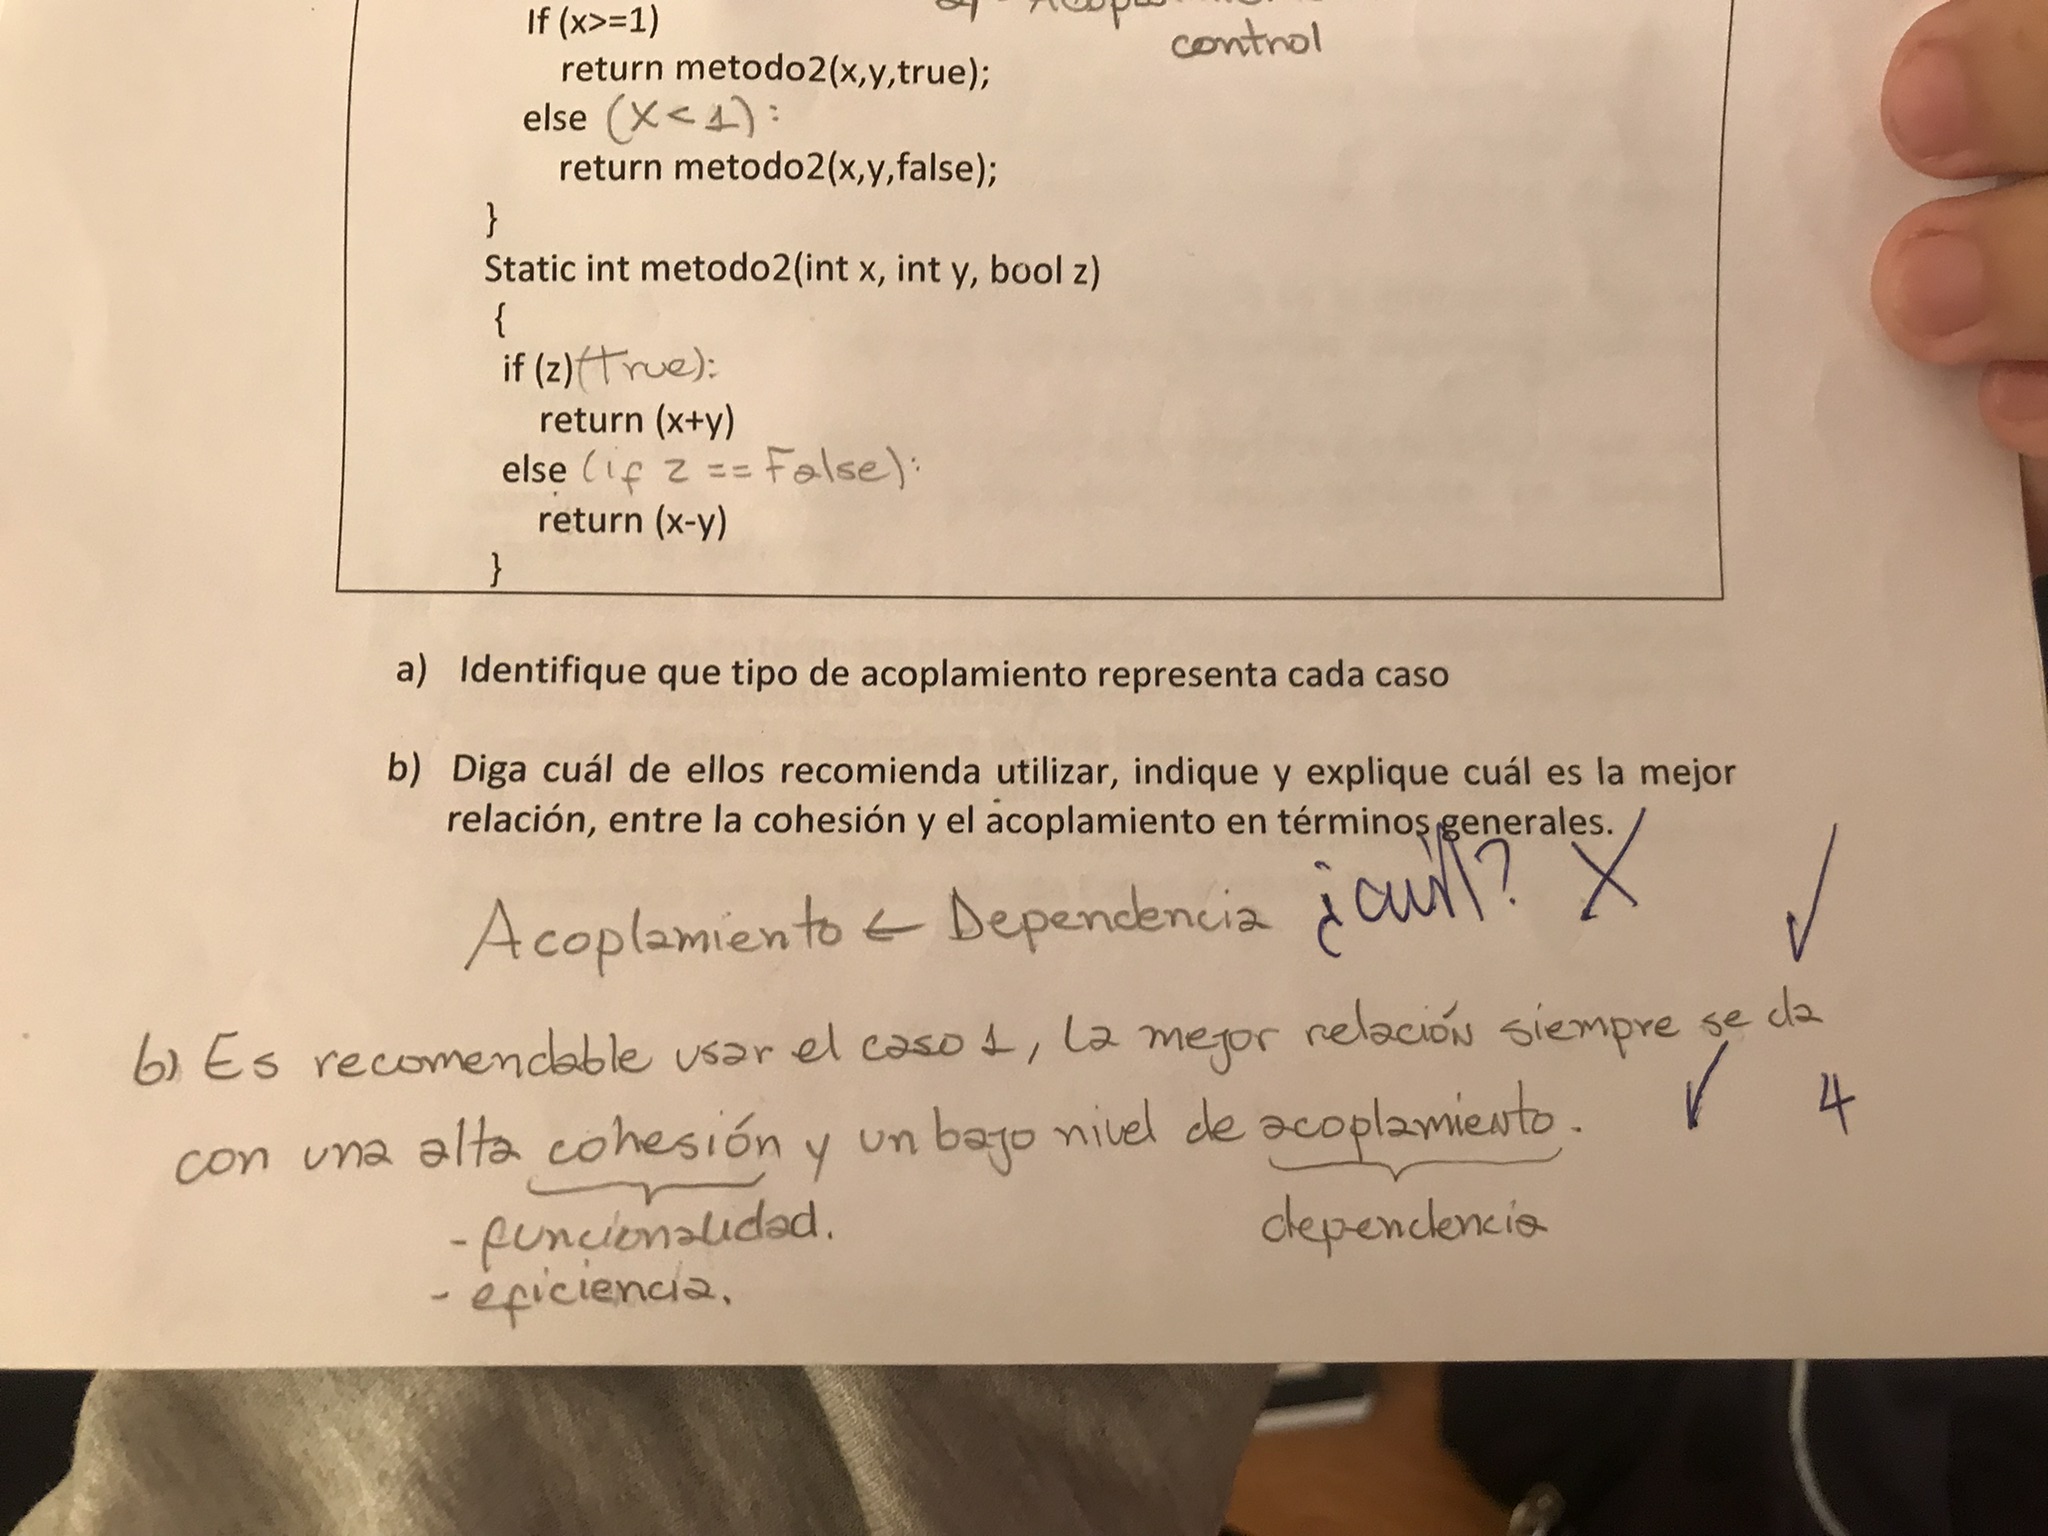 If (x>=1)
control
return metodo2(x,y,true);
else (x<1):
return metodo2(x,y,false);
}
Static int metodo2(int x, int y, bool z)
{
if (z)(True):
return (x+y)
else (if z == False):
return (x-y)
}
a) Identifique que tipo de acoplamiento representa cada caso
b) Diga cuál de ellos recomienda utilizar, indique y explique cuál es la mejor
relación, entre la cohesión y el acoplamiento en términos generales.
Acoplamiento ← Dependencia ¿cuál? X ✓
b) Es recomendable usar el caso 1, la mejor relación siempre se da
con una alta cohesión y un bajo nivel de acoplamiento. ✓ 4
- funcionalidad. dependencia
- eficiencia.